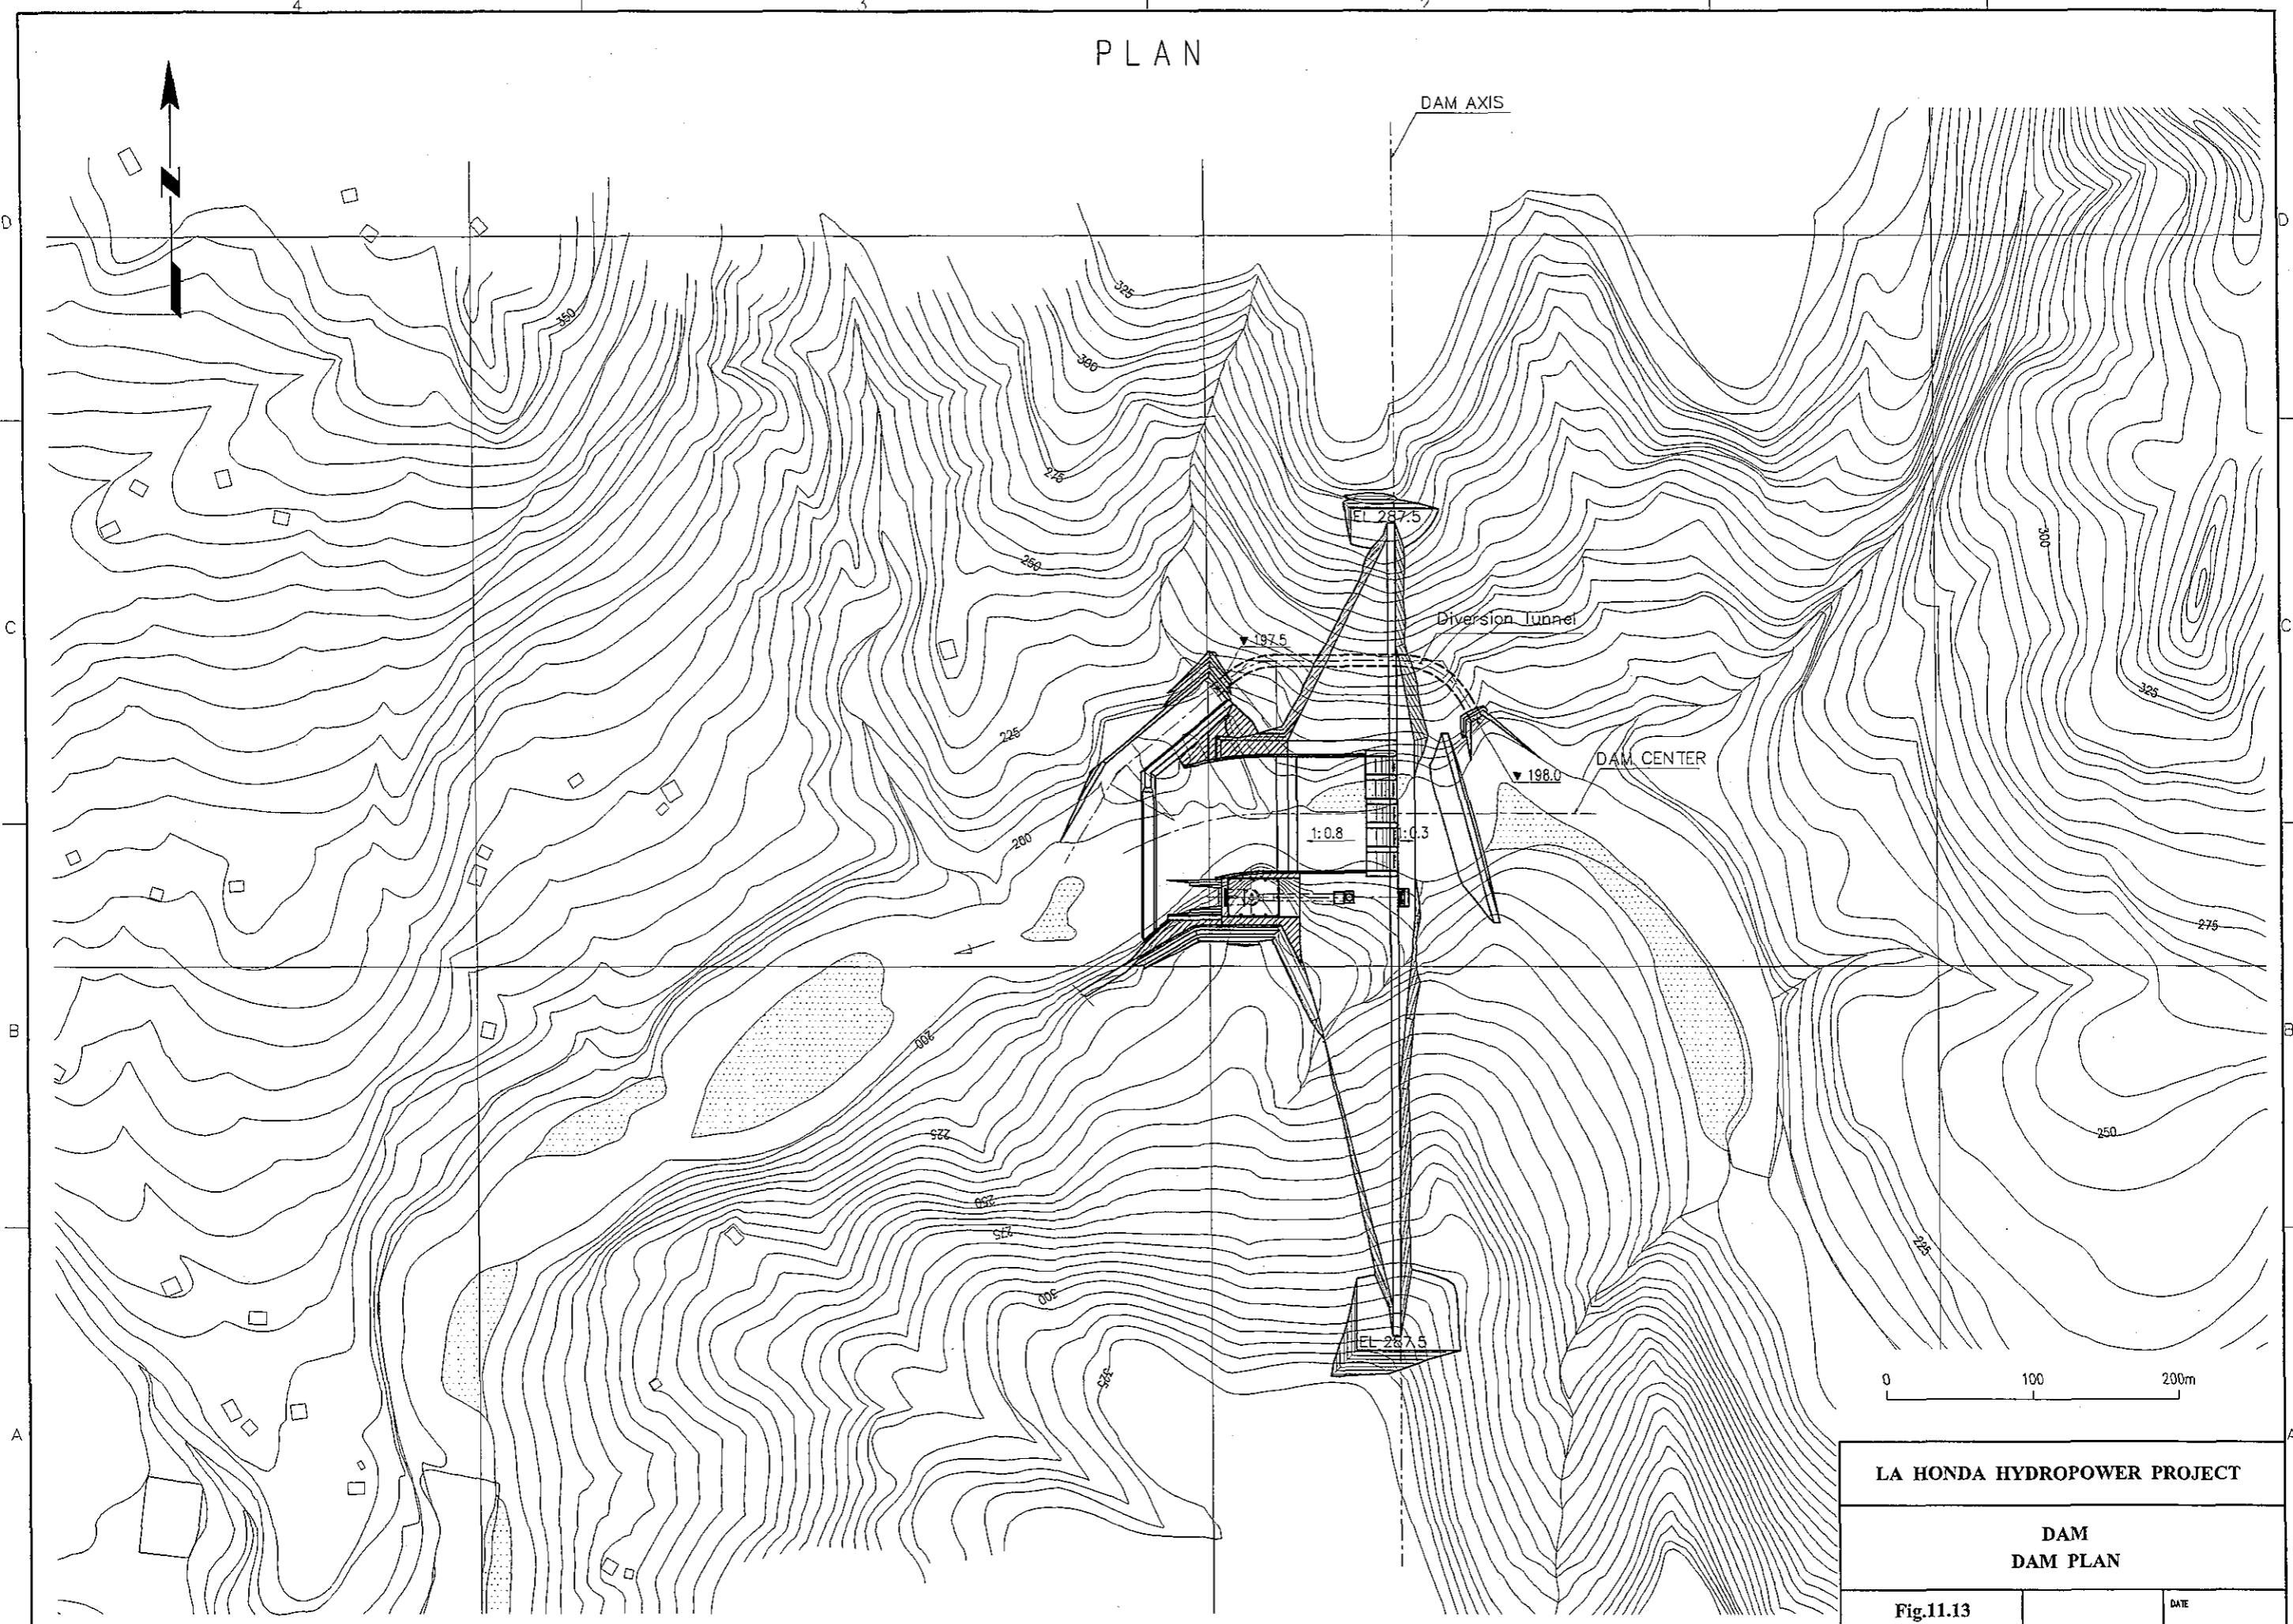 4 3 2
PLAN
DAM AXIS
N
D D
325
350
300
275
EL 287.5
250
300
C C
Diversion Tunnel
▼ 197.5
325
225
DAM CENTER
▼ 198.0
200
1:0.8 1:0.3
275
B B
200
225
250
250
225
275
300
EL 287.5
325
0 100 200m
A A
LA HONDA HYDROPOWER PROJECT
DAM
DAM PLAN
Fig.11.13 DATE